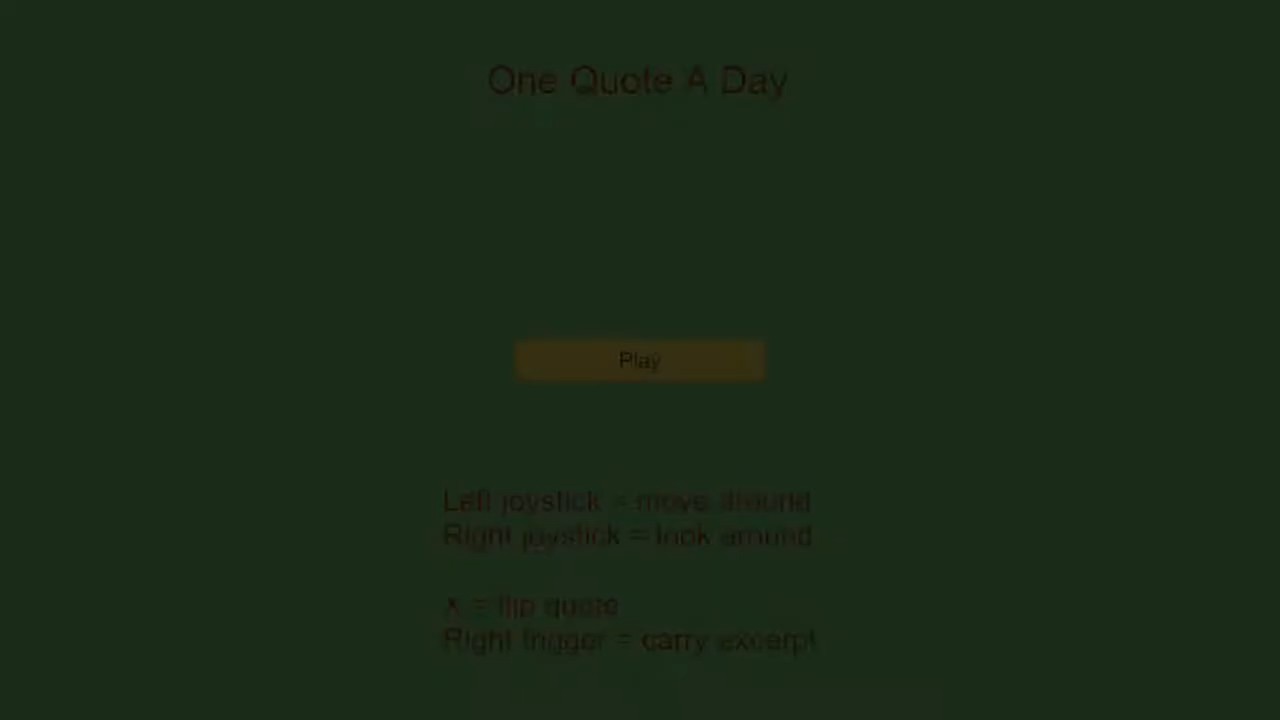 One Quote A Day
Play
Left joystick = move around
Right joystick = look around
X = flip quote
Right trigger = carry excerpt